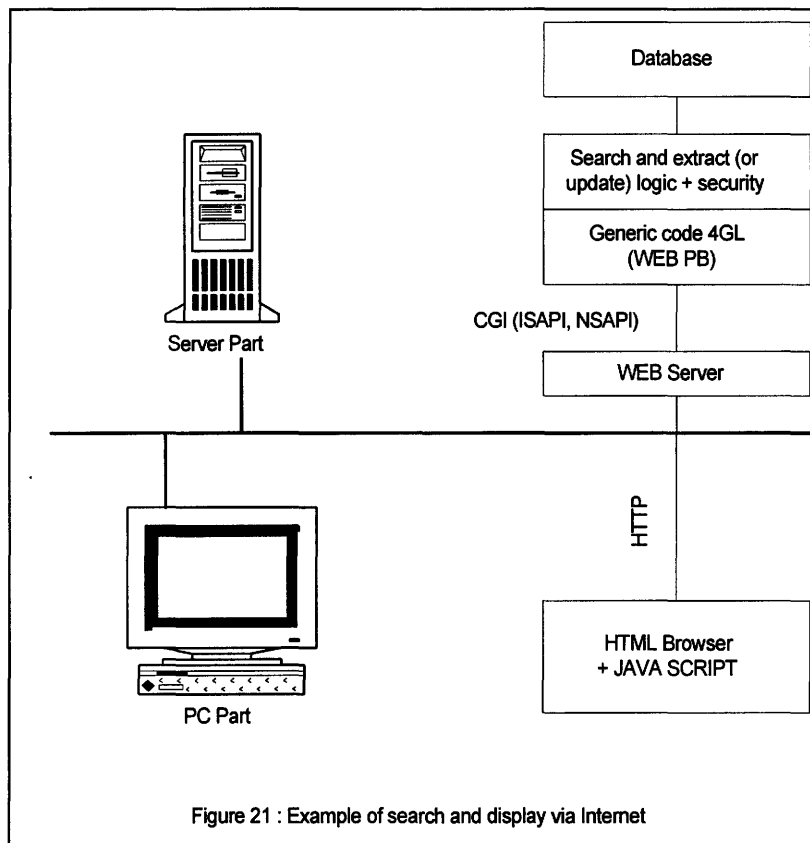 Database
Search and extract (or
update) logic + security
Generic code 4GL
(WEB PB)
CGI (ISAPI, NSAPI)
Server Part
WEB Server
HTTP
HTML Browser
+ JAVA SCRIPT
PC Part
Figure 21 : Example of search and display via Internet